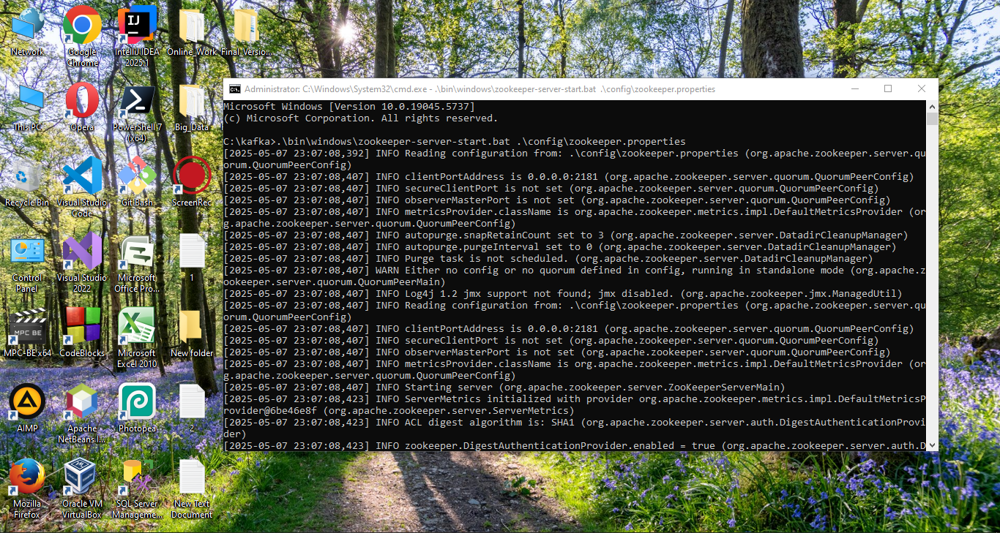 Network
Google Chrome
IntelliJ IDEA 2025.1
Online_Work
Final_Versio...
This PC
Opera
PowerShell 7 (x64)
Big_Data
Recycle Bin
Visual Studio Code
Git Bash
ScreenRec
Control Panel
Visual Studio 2022
Microsoft Office Pro...
1
MPC-BE x64
CodeBlocks
Microsoft Excel 2010
New folder
AIMP
Apache NetBeans I...
Photopea
2
Mozilla Firefox
Oracle VM VirtualBox
SQL Server Manageme...
New Text Document
Administrator: C:\Windows\System32\cmd.exe - .\bin\windows\zookeeper-server-start.bat .\config\zookeeper.properties
Microsoft Windows [Version 10.0.19045.5737]
(c) Microsoft Corporation. All rights reserved.
C:\kafka>.\bin\windows\zookeeper-server-start.bat .\config\zookeeper.properties
[2025-05-07 23:07:08,392] INFO Reading configuration from: .\config\zookeeper.properties (org.apache.zookeeper.server.qu
orum.QuorumPeerConfig)
[2025-05-07 23:07:08,407] INFO clientPortAddress is 0.0.0.0:2181 (org.apache.zookeeper.server.quorum.QuorumPeerConfig)
[2025-05-07 23:07:08,407] INFO secureClientPort is not set (org.apache.zookeeper.server.quorum.QuorumPeerConfig)
[2025-05-07 23:07:08,407] INFO observerMasterPort is not set (org.apache.zookeeper.server.quorum.QuorumPeerConfig)
[2025-05-07 23:07:08,407] INFO metricsProvider.className is org.apache.zookeeper.metrics.impl.DefaultMetricsProvider (or
g.apache.zookeeper.server.quorum.QuorumPeerConfig)
[2025-05-07 23:07:08,407] INFO autopurge.snapRetainCount set to 3 (org.apache.zookeeper.server.DatadirCleanupManager)
[2025-05-07 23:07:08,407] INFO autopurge.purgeInterval set to 0 (org.apache.zookeeper.server.DatadirCleanupManager)
[2025-05-07 23:07:08,407] INFO Purge task is not scheduled. (org.apache.zookeeper.server.DatadirCleanupManager)
[2025-05-07 23:07:08,407] WARN Either no config or no quorum defined in config, running in standalone mode (org.apache.z
ookeeper.server.quorum.QuorumPeerMain)
[2025-05-07 23:07:08,407] INFO Log4j 1.2 jmx support not found; jmx disabled. (org.apache.zookeeper.jmx.ManagedUtil)
[2025-05-07 23:07:08,407] INFO Reading configuration from: .\config\zookeeper.properties (org.apache.zookeeper.server.qu
orum.QuorumPeerConfig)
[2025-05-07 23:07:08,407] INFO clientPortAddress is 0.0.0.0:2181 (org.apache.zookeeper.server.quorum.QuorumPeerConfig)
[2025-05-07 23:07:08,407] INFO secureClientPort is not set (org.apache.zookeeper.server.quorum.QuorumPeerConfig)
[2025-05-07 23:07:08,407] INFO observerMasterPort is not set (org.apache.zookeeper.server.quorum.QuorumPeerConfig)
[2025-05-07 23:07:08,407] INFO metricsProvider.className is org.apache.zookeeper.metrics.impl.DefaultMetricsProvider (or
g.apache.zookeeper.server.quorum.QuorumPeerConfig)
[2025-05-07 23:07:08,407] INFO Starting server (org.apache.zookeeper.server.ZooKeeperServerMain)
[2025-05-07 23:07:08,423] INFO ServerMetrics initialized with provider org.apache.zookeeper.metrics.impl.DefaultMetricsP
rovider@6be46e8f (org.apache.zookeeper.server.ServerMetrics)
[2025-05-07 23:07:08,423] INFO ACL digest algorithm is: SHA1 (org.apache.zookeeper.server.auth.DigestAuthenticationProvi
der)
[2025-05-07 23:07:08,423] INFO zookeeper.DigestAuthenticationProvider.enabled = true (org.apache.zookeeper.server.auth.D